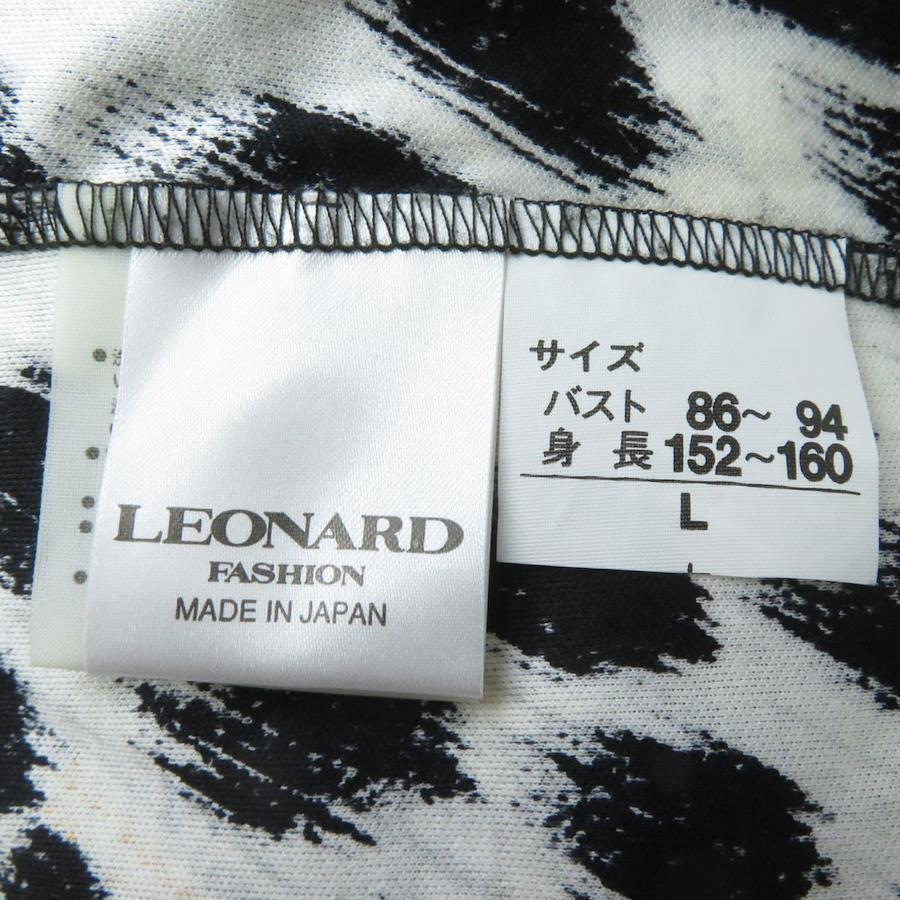 LEONARD
FASHION
MADE IN JAPAN
サイズ
バスト 86～94
身長 152～160
L